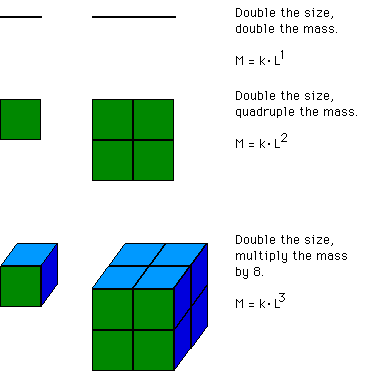 Double the size,
double the mass.
M = k·L¹
Double the size,
quadruple the mass.
M = k·L²
Double the size,
multiply the mass
by 8.
M = k·L³